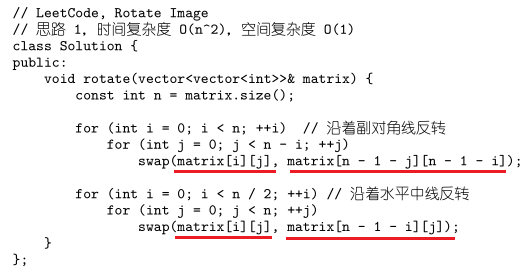 // LeetCode, Rotate Image
// 思路 1，时间复杂度 O(n^2)，空间复杂度 O(1)
class Solution {
public:
    void rotate(vector<vector<int>>& matrix) {
        const int n = matrix.size();

        for (int i = 0; i < n; ++i)  // 沿着副对角线反转
            for (int j = 0; j < n - i; ++j)
                swap(matrix[i][j], matrix[n - 1 - j][n - 1 - i]);

        for (int i = 0; i < n / 2; ++i) // 沿着水平中线反转
            for (int j = 0; j < n; ++j)
                swap(matrix[i][j], matrix[n - 1 - i][j]);
    }
};